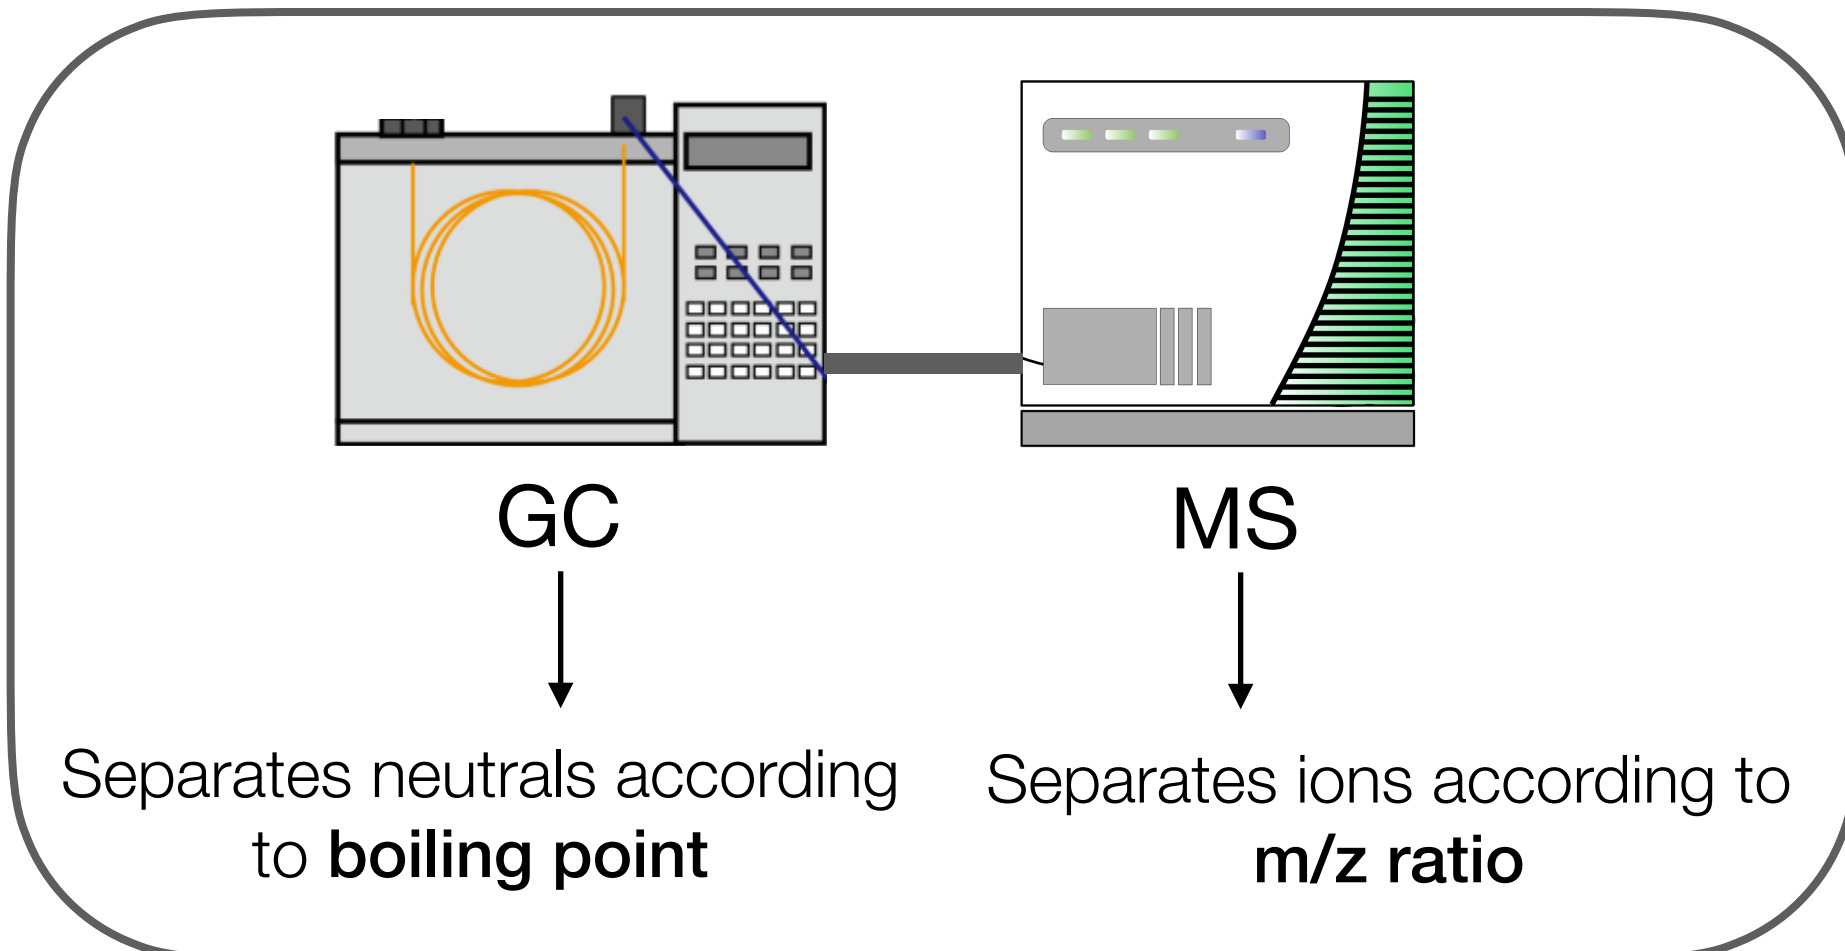 GC
MS
Separates neutrals according
to boiling point
Separates ions according to
m/z ratio